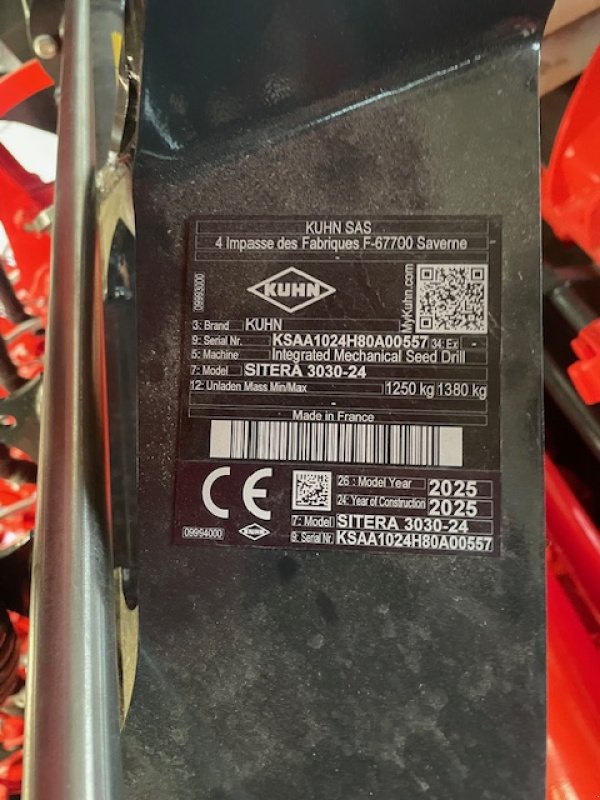 KUHN SAS
4 Impasse des Fabriques F-67700 Saverne
09993000
KUHN
MyKuhn.com
3: Brand KUHN
9: Serial Nr. KSAA1024H80A00557 34: Ex -
5: Machine Integrated Mechanical Seed Drill
7: Model SITERA 3030-24
12: Unladen Mass Min/Max 1250 kg 1380 kg
Made in France
CE
26: Model Year 2025
24: Year of Construction 2025
7: Model SITERA 3030-24
09994000 KUHN 9: Serial Nr. KSAA1024H80A00557